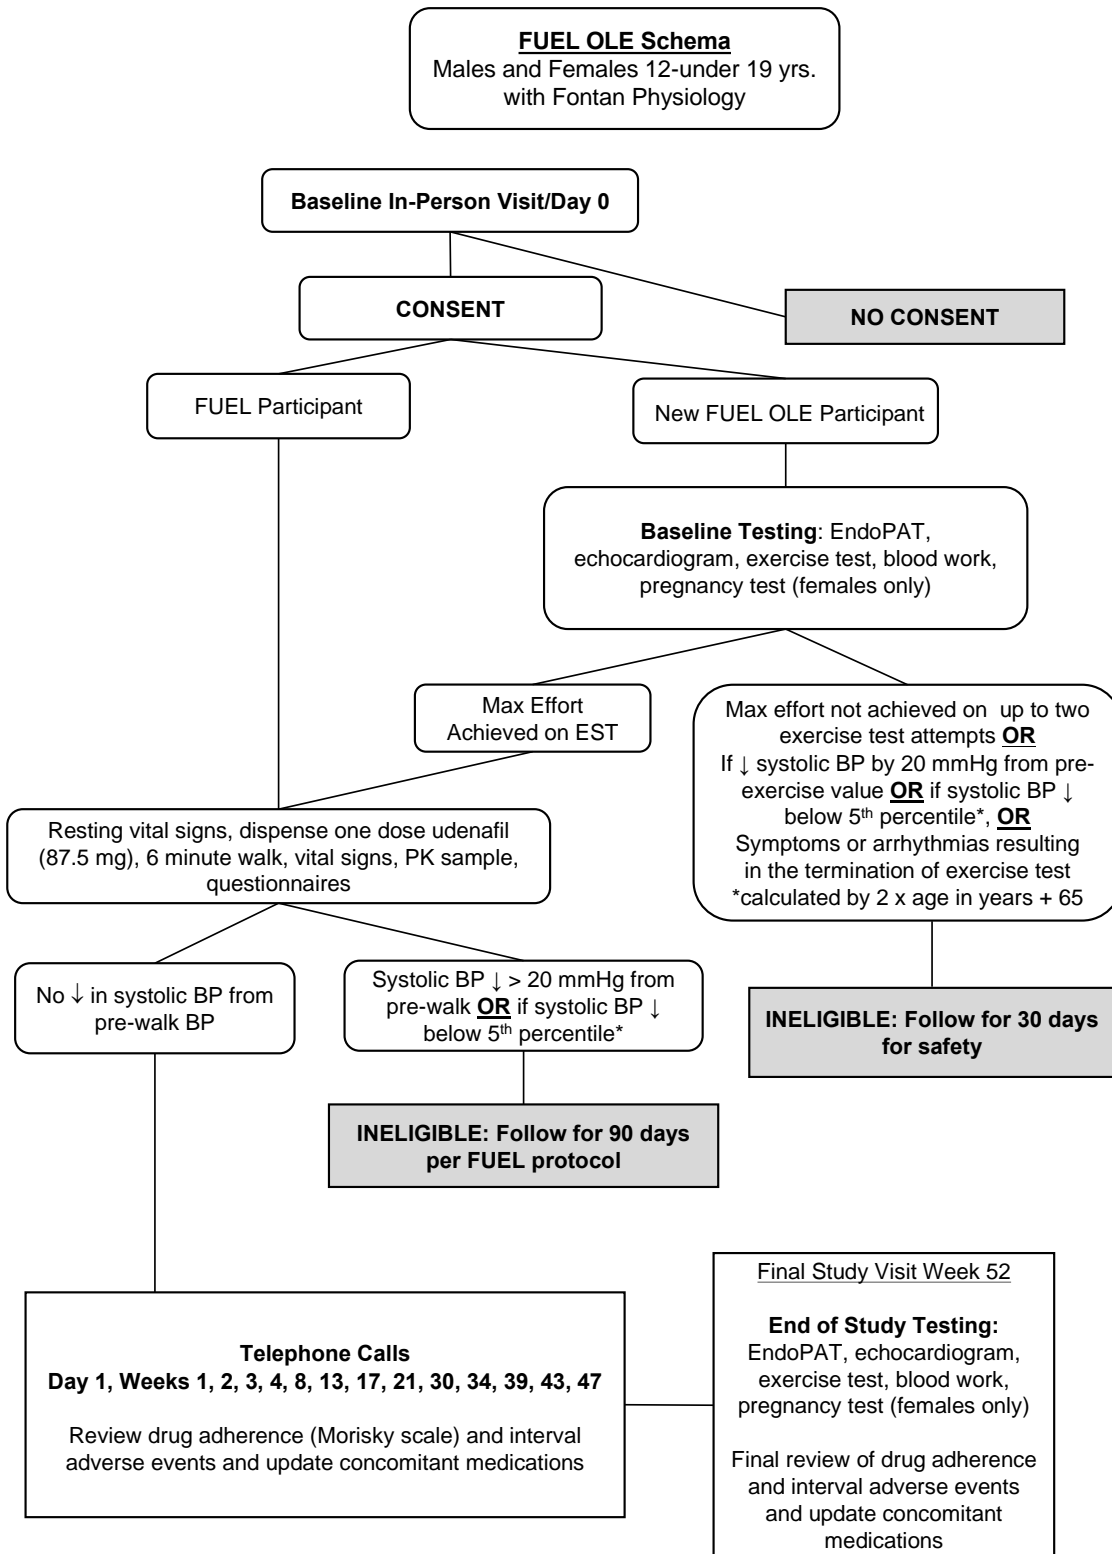 FUEL OLE Schema
Males and Females 12-under 19 yrs.
with Fontan Physiology
Baseline In-Person Visit/Day 0
CONSENT
NO CONSENT
FUEL Participant
New FUEL OLE Participant
Baseline Testing: EndoPAT,
echocardiogram, exercise test, blood work,
pregnancy test (females only)
Max Effort
Achieved on EST
Max effort not achieved on up to two
exercise test attempts OR
If ↓ systolic BP by 20 mmHg from pre-
exercise value OR if systolic BP ↓
below 5th percentile*, OR
Symptoms or arrhythmias resulting
in the termination of exercise test
*calculated by 2 x age in years + 65
Resting vital signs, dispense one dose udenafil
(87.5 mg), 6 minute walk, vital signs, PK sample,
questionnaires
No ↓ in systolic BP from
pre-walk BP
Systolic BP ↓ > 20 mmHg from
pre-walk OR if systolic BP ↓
below 5th percentile*
INELIGIBLE: Follow for 30 days
for safety
INELIGIBLE: Follow for 90 days
per FUEL protocol
Telephone Calls
Day 1, Weeks 1, 2, 3, 4, 8, 13, 17, 21, 30, 34, 39, 43, 47
Review drug adherence (Morisky scale) and interval
adverse events and update concomitant medications
Final Study Visit Week 52
End of Study Testing:
EndoPAT, echocardiogram,
exercise test, blood work,
pregnancy test (females only)
Final review of drug adherence
and interval adverse events
and update concomitant
medications